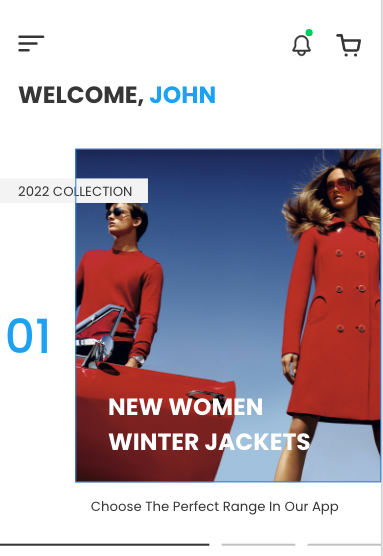 WELCOME, JOHN
2022 COLLECTION
01
NEW WOMEN
WINTER JACKETS
Choose The Perfect Range In Our App